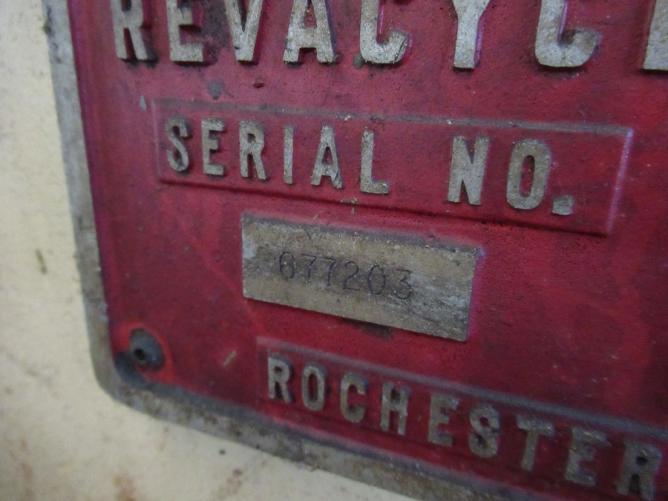 REVACYCL
SERIAL NO.
677203
ROCHESTER